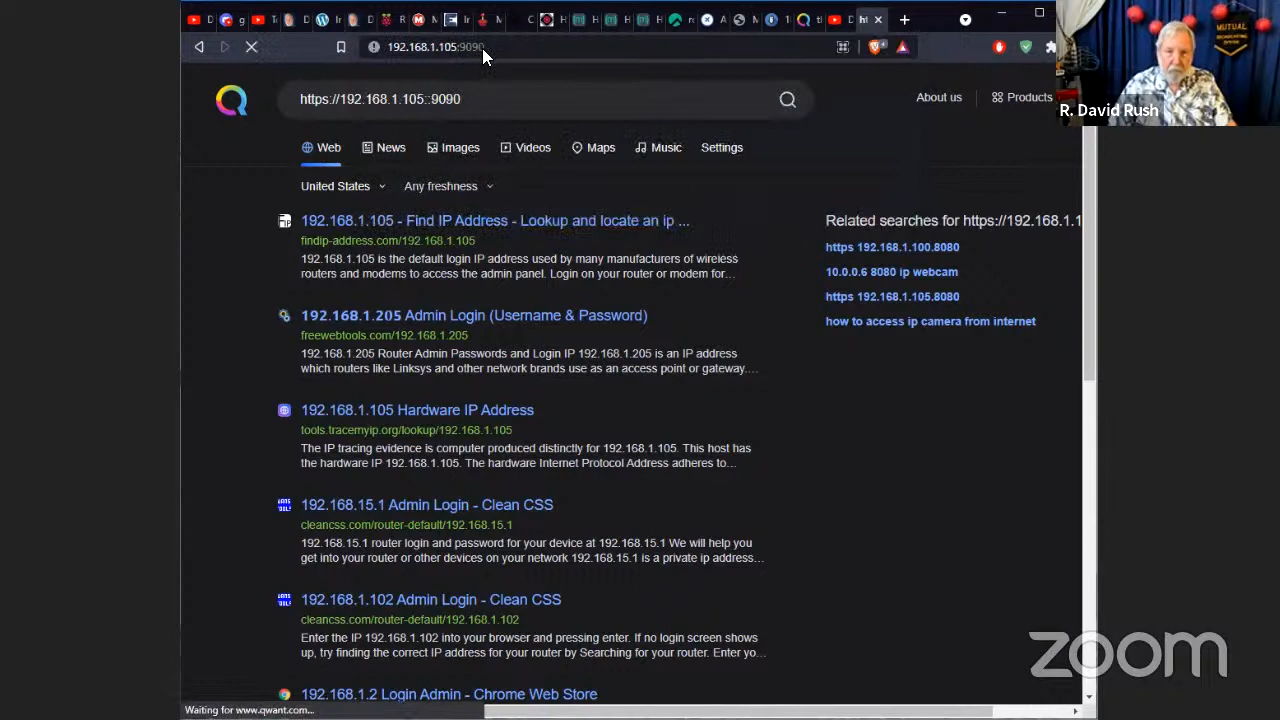 192.168.1.105:9090
https://192.168.1.105::9090
About us
Products
Web
News
Images
Videos
Maps
Music
Settings
United States
Any freshness
192.168.1.105 - Find IP Address - Lookup and locate an ip ...
findip-address.com/192.168.1.105
192.168.1.105 is the default login IP address used by many manufacturers of wireless
routers and modems to access the admin panel. Login on your router or modem for...
192.168.1.205 Admin Login (Username & Password)
freewebtools.com/192.168.1.205
192.168.1.205 Router Admin Passwords and Login IP 192.168.1.205 is an IP address
which routers like Linksys and other network brands use as an access point or gateway....
192.168.1.105 Hardware IP Address
tools.tracemyip.org/lookup/192.168.1.105
The IP tracing evidence is computer produced distinctly for 192.168.1.105. This host has
the hardware IP 192.168.1.105. The hardware Internet Protocol Address adheres to...
192.168.15.1 Admin Login - Clean CSS
cleancss.com/router-default/192.168.15.1
192.168.15.1 router login and password for your device at 192.168.15.1 We will help you
get into your router or other devices on your network 192.168.15.1 is a private ip address...
192.168.1.102 Admin Login - Clean CSS
cleancss.com/router-default/192.168.1.102
Enter the IP 192.168.1.102 into your browser and pressing enter. If no login screen shows
up, try finding the correct IP address for your router by Searching for your router. Enter yo...
192.168.1.2 Login Admin - Chrome Web Store
Related searches for https://192.168.1.1
https 192.168.1.100.8080
10.0.0.6 8080 ip webcam
https 192.168.1.105.8080
how to access ip camera from internet
Waiting for www.qwant.com...
MUTUAL
BROADCASTING
SYSTEM
R. David Rush
zoom